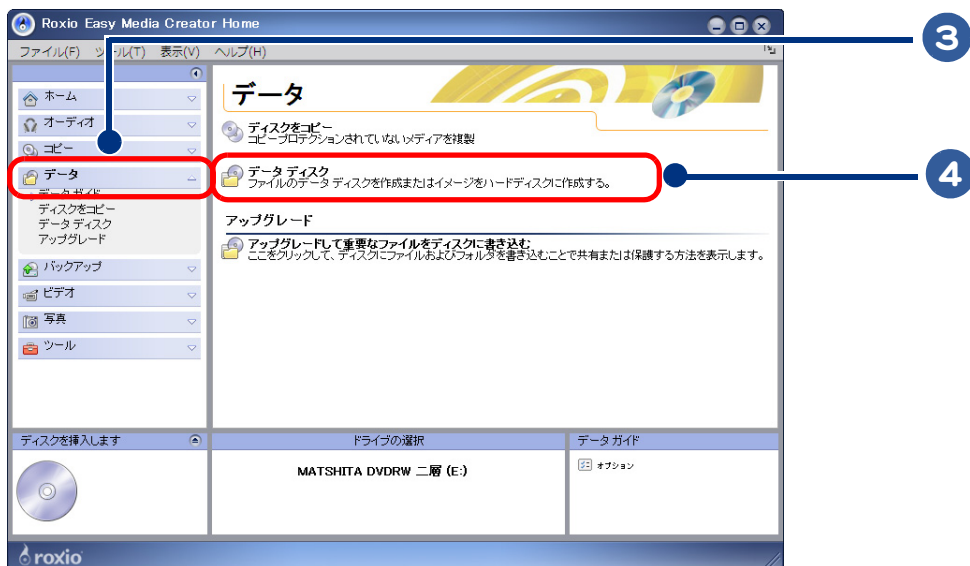 Roxio Easy Media Creator Home
ファイル(F) ツール(T) 表示(V) ヘルプ(H)
3
ホーム
オーディオ
コピー
データ
データ ガイド
ディスクをコピー
データ ディスク
アップグレード
バックアップ
ビデオ
写真
ツール
データ
ディスクをコピー
コピープロテクションされていないメディアを複製
データ ディスク
ファイルのデータ ディスクを作成またはイメージをハードディスクに作成する。
4
アップグレード
アップグレードして重要なファイルをディスクに書き込む
ここをクリックして、ディスクにファイルおよびフォルダを書き込むことで共有または保護する方法を表示します。
ディスクを挿入します
ドライブの選択
MATSHITA DVDRW 二層 (E:)
データ ガイド
オプション
roxio